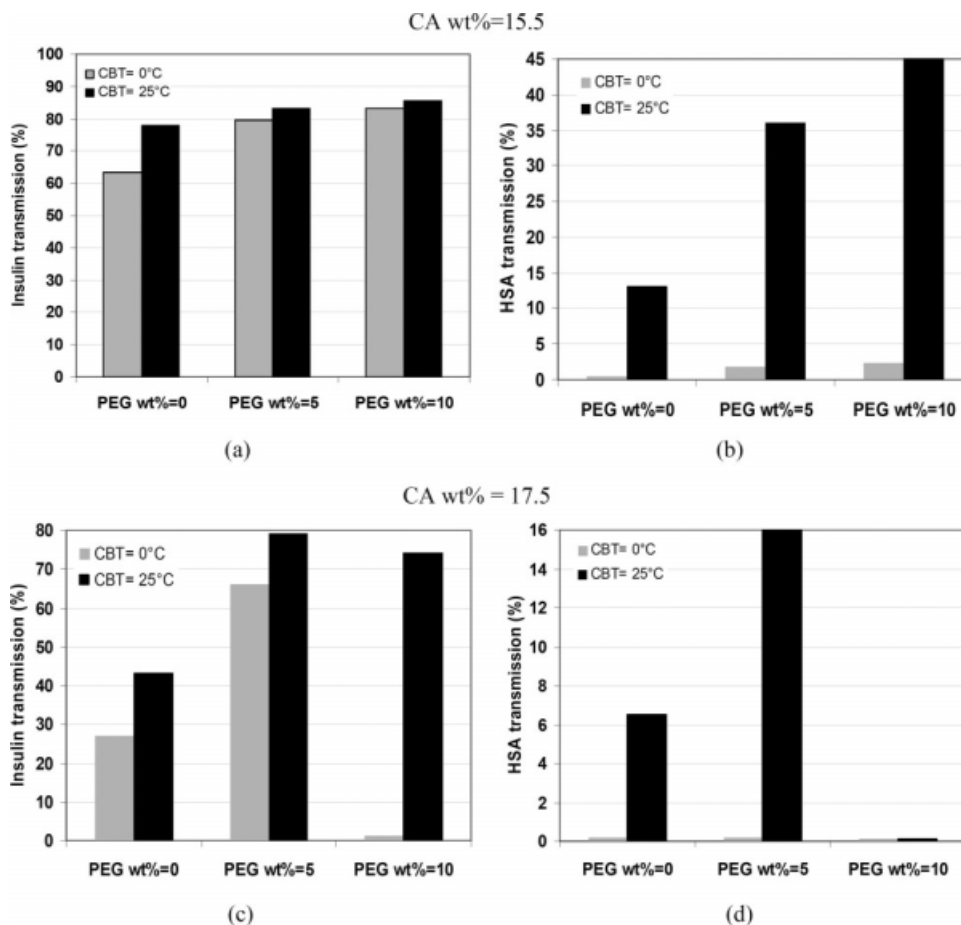 CA wt%=15.5
Insulin transmission (%)
100
90
80
70
60
50
40
30
20
10
0
CBT= 0°C
CBT= 25°C
PEG wt%=0
PEG wt%=5
PEG wt%=10
(a)
HSA transmission (%)
45
40
35
30
25
20
15
10
5
0
CBT= 0°C
CBT= 25°C
PEG wt%=0
PEG wt%=5
PEG wt%=10
(b)
CA wt% = 17.5
Insulin transmission (%)
80
70
60
50
40
30
20
10
0
CBT= 0°C
CBT= 25°C
PEG wt%=0
PEG wt%=5
PEG wt%=10
(c)
HSA transmission (%)
16
14
12
10
8
6
4
2
0
CBT= 0°C
CBT= 25°C
PEG wt%=0
PEG wt%=5
PEG wt%=10
(d)